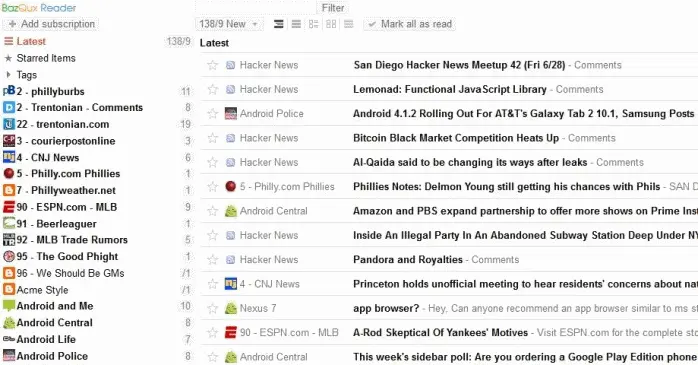 BazQux Reader
Filter
Add subscription
138/9 New
Mark all as read
Latest 138/9
Starred Items
Tags
2 - phillyburbs 11
2 - Trentonian - Comments 8
22 - trentonian.com 19
3 - courierpostonline 3
4 - CNJ News 6
5 - Philly.com Phillies 1
7 - Phillyweather.net 1
90 - ESPN.com - MLB 9
91 - Beerleaguer 1
92 - MLB Trade Rumors 5
95 - The Good Phight 1
96 - We Should Be GMs /1
Acme Style /1
Android and Me 10
Android Central 8
Android Life 7
Android Police 8
Latest
Hacker News San Diego Hacker News Meetup 42 (Fri 6/28) - Comments
Hacker News Lemonad: Functional JavaScript Library - Comments
Android Police Android 4.1.2 Rolling Out For AT&T's Galaxy Tab 2 10.1, Samsung Posts
Hacker News Bitcoin Black Market Competition Heats Up - Comments
Hacker News Al-Qaida said to be changing its ways after leaks - Comments
5 - Philly.com Phillies Phillies Notes: Delmon Young still getting his chances with Phils - SAN D
Android Central Amazon and PBS expand partnership to offer more shows on Prime Inst
Hacker News Inside An Illegal Party In An Abandoned Subway Station Deep Under NY
Hacker News Pandora and Royalties - Comments
4 - CNJ News Princeton holds unofficial meeting to hear residents' concerns about nat
Nexus 7 app browser? - Hey, Can anyone recommend an app browser similar to ms st
90 - ESPN.com - MLB A-Rod Skeptical Of Yankees' Motives - Visit ESPN.com for the complete sto
Android Central This week's sidebar poll: Are you ordering a Google Play Edition phone